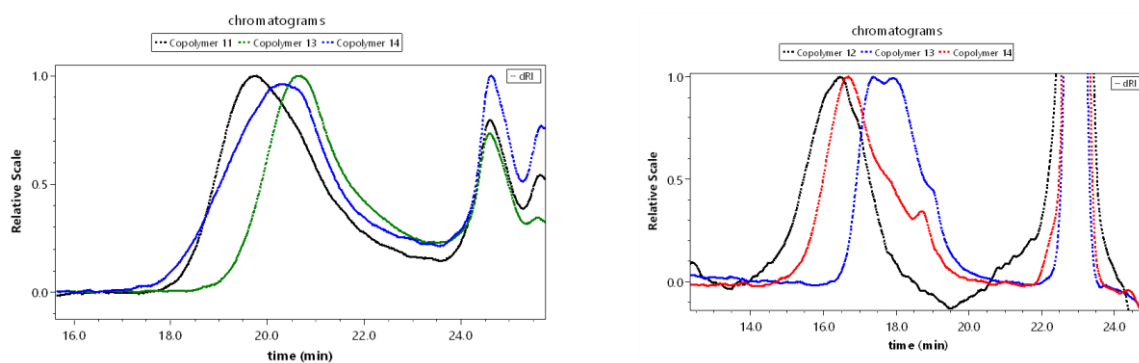 chromatograms
Copolymer 11 Copolymer 13 Copolymer 14
dRI
1.0
0.5
0.0
Relative Scale
16.0 18.0 20.0 22.0 24.0
time (min)
chromatograms
Copolymer 12 Copolymer 13 Copolymer 14
dRI
1.0
0.5
0.0
Relative Scale
14.0 16.0 18.0 20.0 22.0 24.0
time (min)